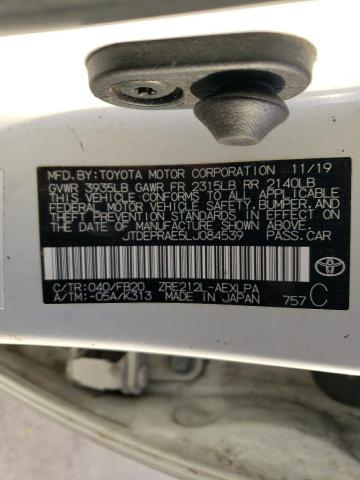 MFD.BY:TOYOTA MOTOR CORPORATION 11/19
GVWR 3935LB GAWR FR 2315LB RR 2140LB
THIS VEHICLE CONFORMS TO ALL APPLICABLE
FEDERAL MOTOR VEHICLE SAFETY,BUMPER,AND
THEFT PREVENTION STANDARDS IN EFFECT ON
THE DATE OF MANUFACTURE SHOWN ABOVE.
JTDEPRAE5LJ084539 PASS.CAR
C/TR:040/FB20 ZRE212L-AEXLPA
A/TM:-05A/K313 MADE IN JAPAN 757 C
TOYOTA